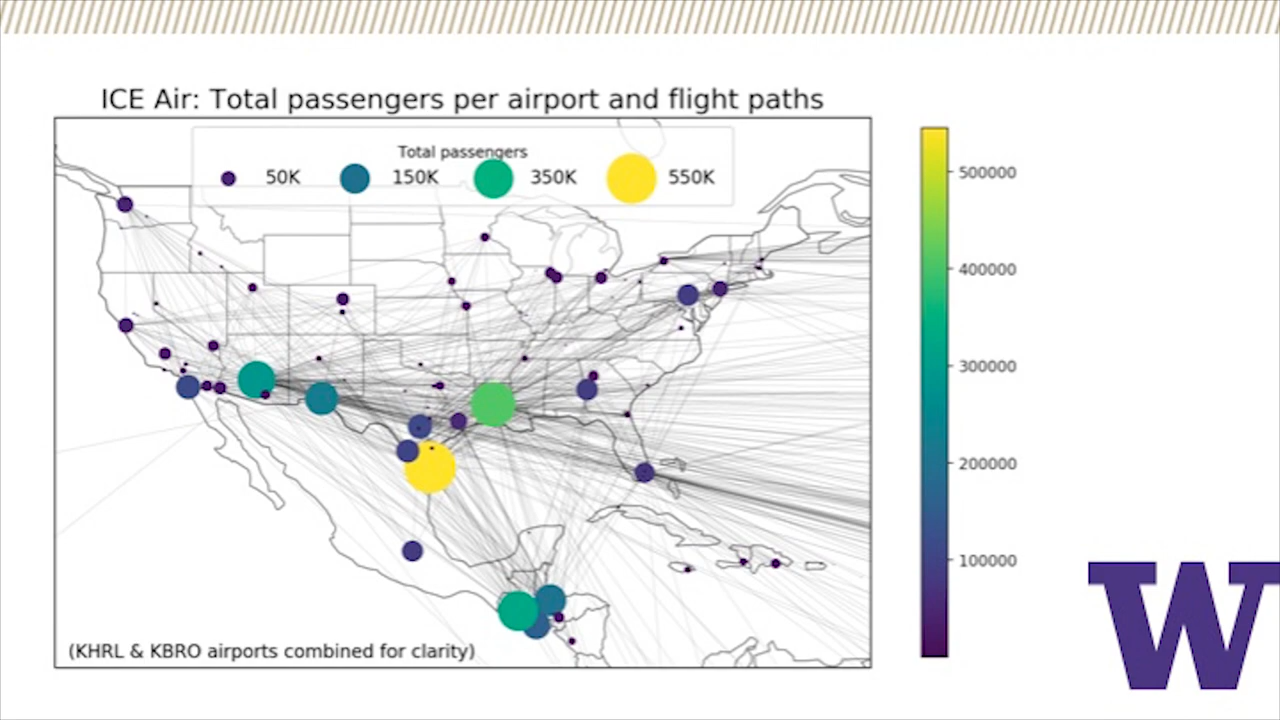 ICE Air: Total passengers per airport and flight paths
Total passengers
50K 150K 350K 550K
500000
400000
300000
200000
100000
(KHRL & KBRO airports combined for clarity)
W